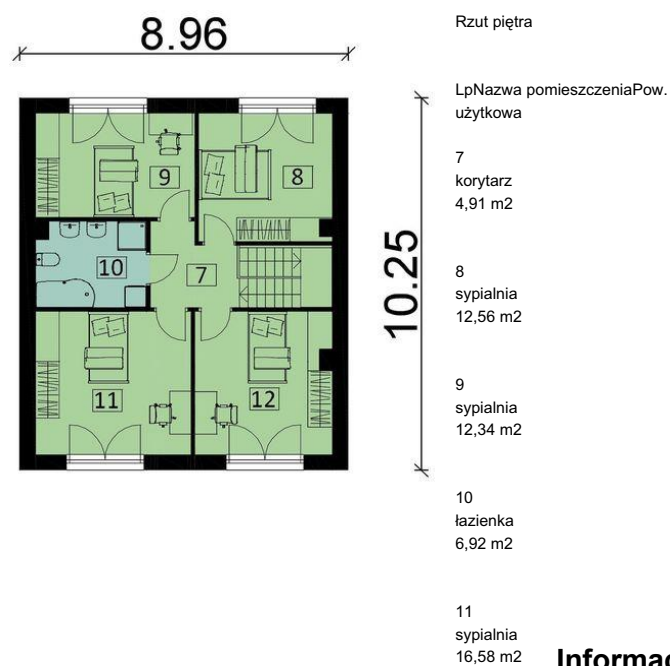 8.96
10.25
9
8
10
7
11
12
Rzut piętra
LpNazwa pomieszczeniaPow.
użytkowa
7
korytarz
4,91 m2
8
sypialnia
12,56 m2
9
sypialnia
12,34 m2
10
łazienka
6,92 m2
11
sypialnia
16,58 m2